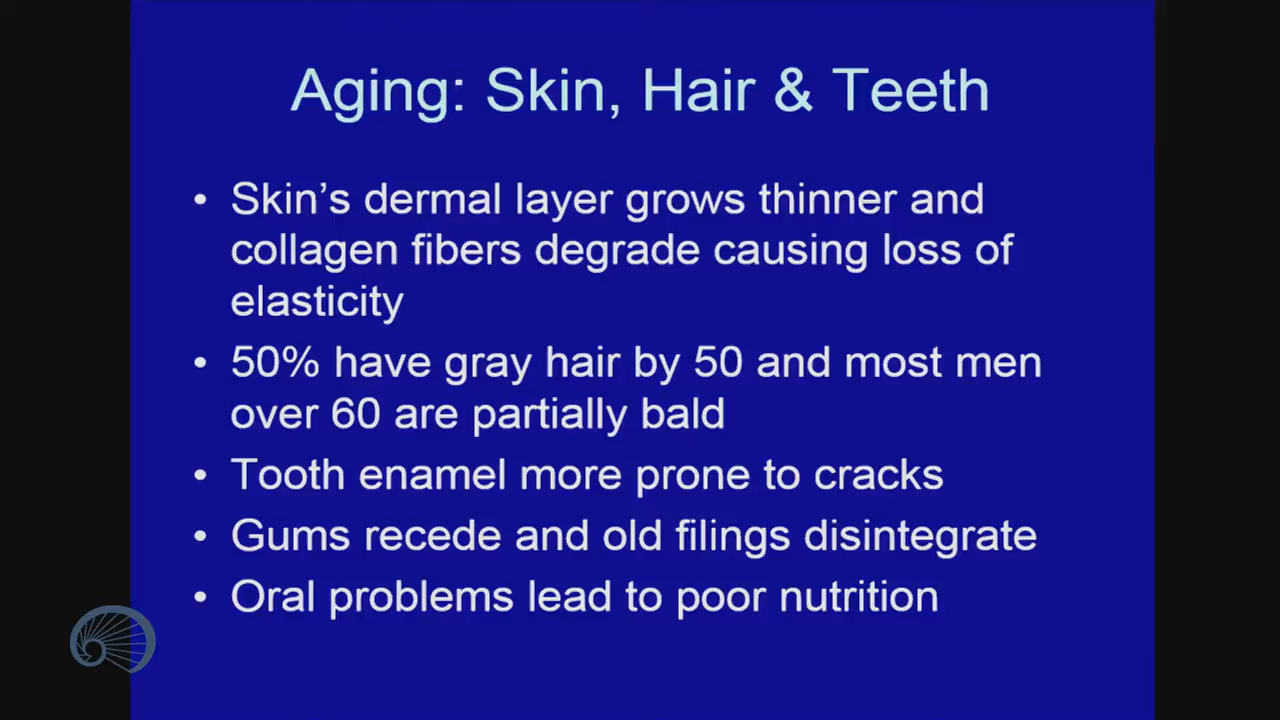 Aging: Skin, Hair & Teeth
• Skin’s dermal layer grows thinner and
collagen fibers degrade causing loss of
elasticity
• 50% have gray hair by 50 and most men
over 60 are partially bald
• Tooth enamel more prone to cracks
• Gums recede and old filings disintegrate
• Oral problems lead to poor nutrition